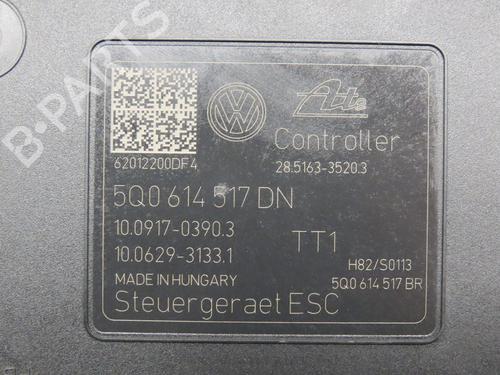 Ate
62012200DF4
Controller
28.5163-3520.3
5Q0 614 517 DN
10.0917-0390.3
10.0629-3133.1
TT1
H82/S0113
MADE IN HUNGARY
5Q0 614 517 BR
Steuergeraet ESC
B-PARTS